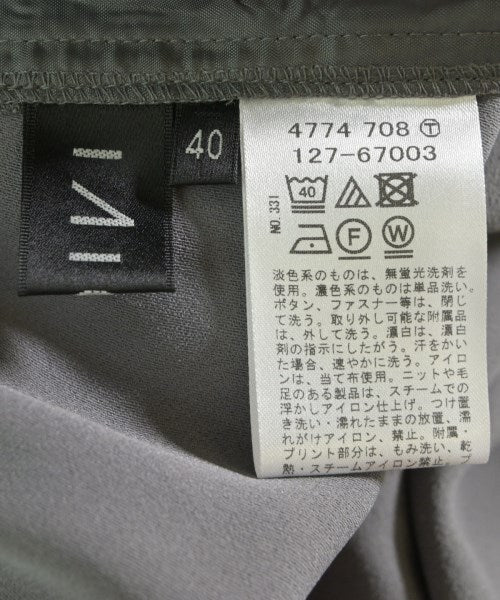 40
4774 708 Ⓣ
127-67003
NO.331
40
F W
淡色系のものは、無蛍光洗剤を
使用。濃色系のものは単品洗い。
ボタン、ファスナー等は、閉じ
て洗う。取り外し可能な附属品
は、外して洗う。漂白は、漂白
剤の指示にしたがう。汗をかい
た場合、速やかに洗う。アイロ
ンは、当て布使用。ニットや毛
足のある製品は、スチームでの
浮かしアイロン仕上げ。つけ置
き洗い・濡れたままの放置、濡
れがけアイロン、禁止。附属・
プリント部分は、もみ洗い、乾
熱・スチームアイロン禁止。プ